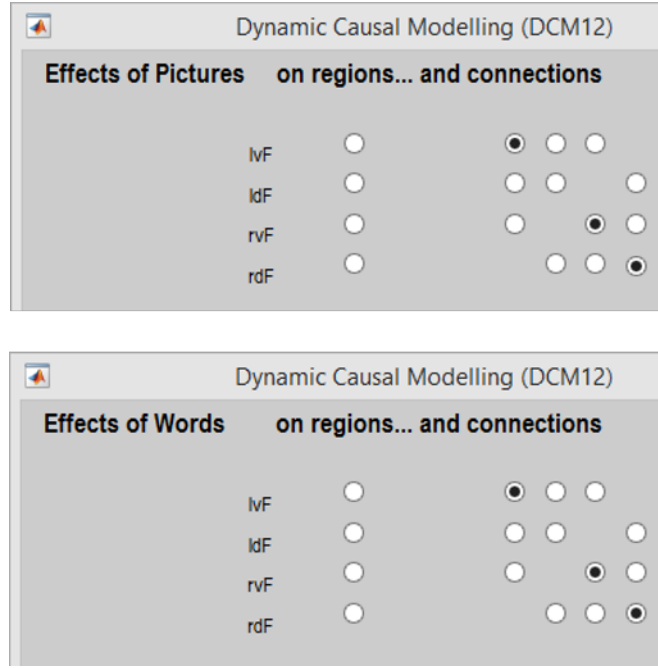 Dynamic Causal Modelling (DCM12)
Effects of Pictures on regions... and connections
lvF
ldF
rvF
rdF
Dynamic Causal Modelling (DCM12)
Effects of Words on regions... and connections
lvF
ldF
rvF
rdF